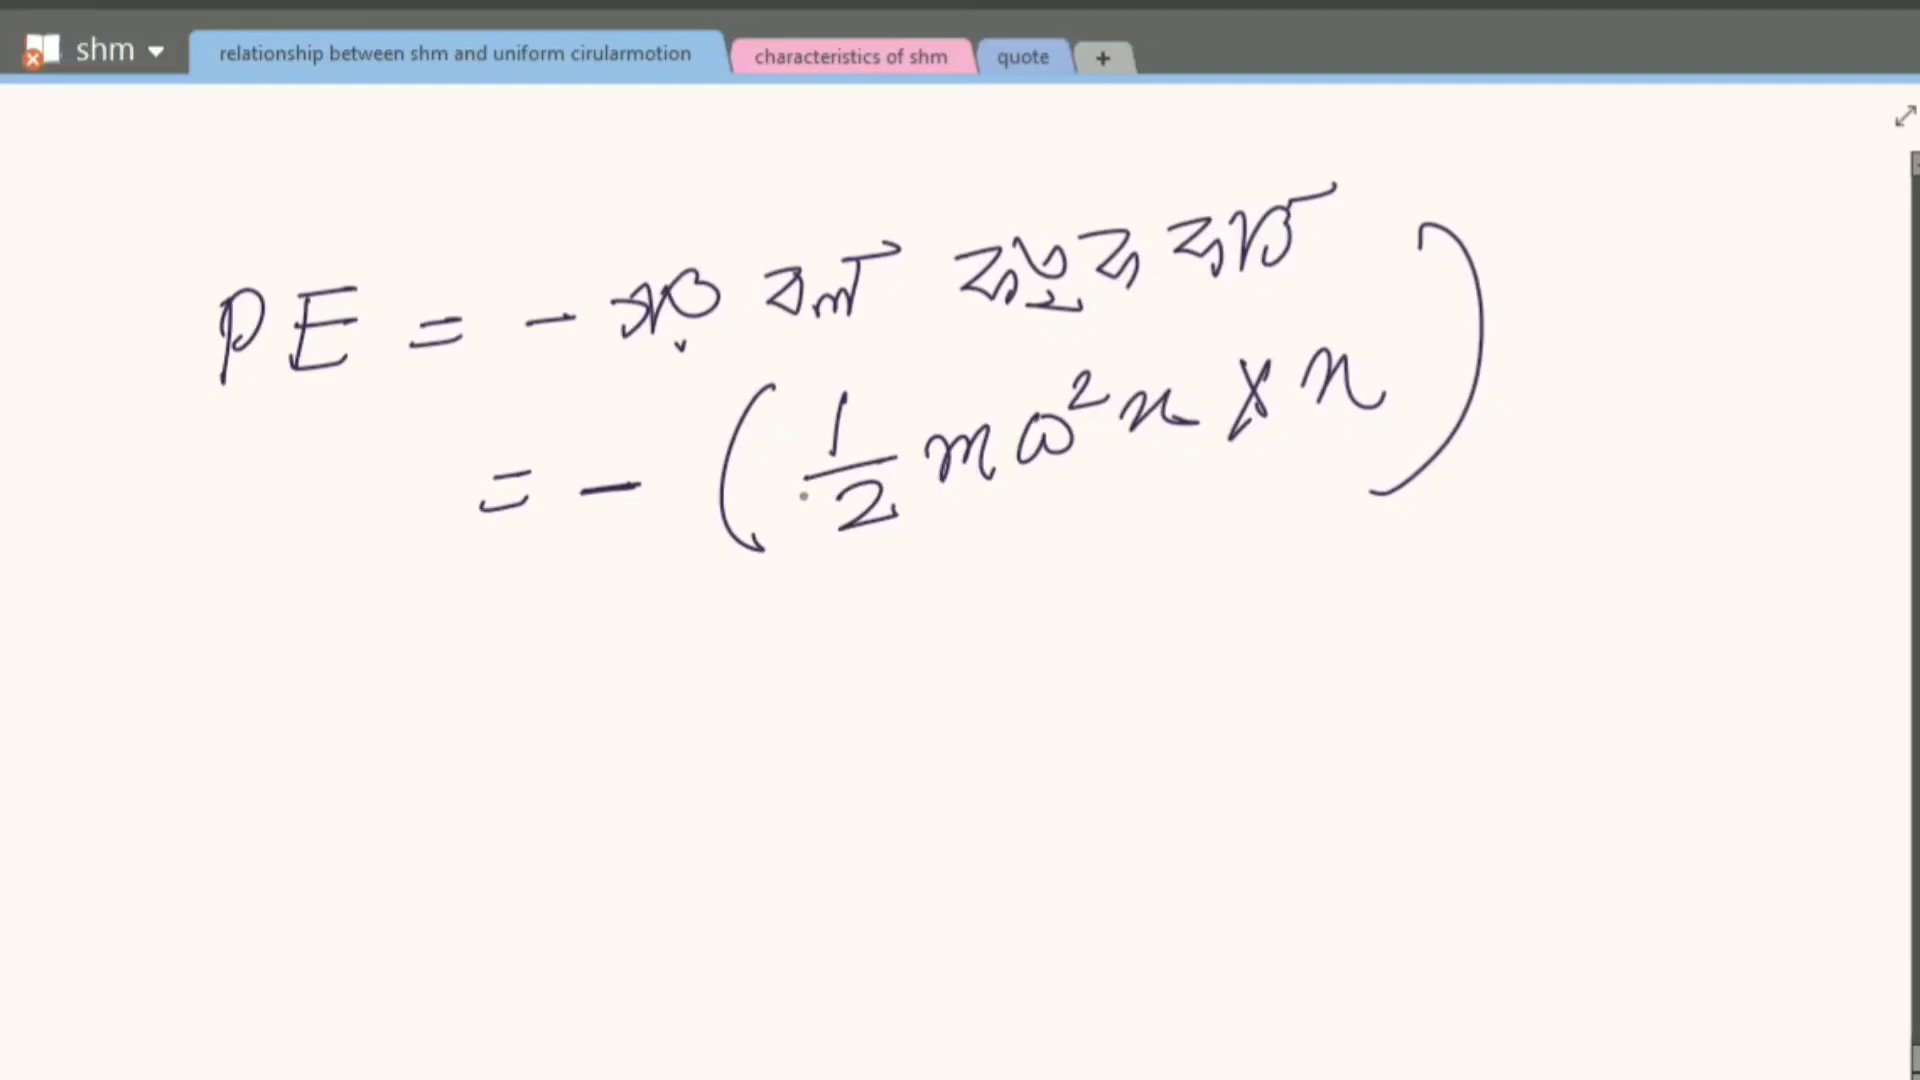 shm
relationship between shm and uniform cirularmotion
characteristics of shm
quote
+
PE = - গড় বল
= - (1/2 mω²x × x)